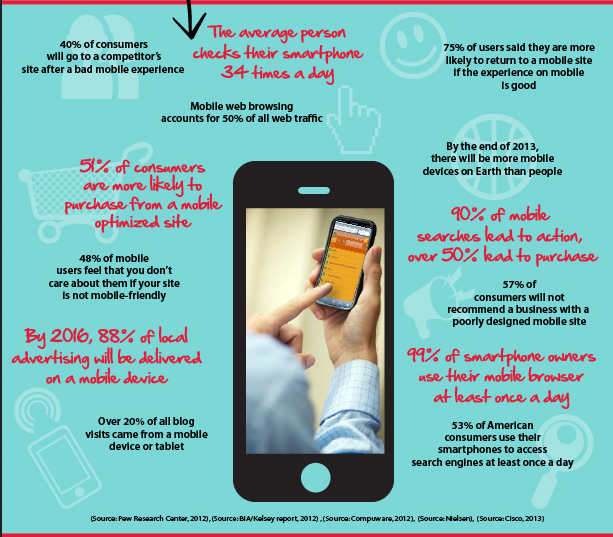 The average person
checks their smartphone
34 times a day
40% of consumers
will go to a competitor's
site after a bad mobile experience
75% of users said they are more
likely to return to a mobile site
if the experience on mobile
is good
Mobile web browsing
accounts for 50% of all web traffic
By the end of 2013,
there will be more mobile
devices on Earth than people
51% of consumers
are more likely to
purchase from a mobile
optimized site
90% of mobile
searches lead to action,
over 50% lead to purchase
48% of mobile
users feel that you don't
care about them if your site
is not mobile-friendly
57% of
consumers will not
recommend a business with a
poorly designed mobile site
By 2016, 88% of local
advertising will be delivered
on a mobile device
99% of smartphone owners
use their mobile browser
at least once a day
Over 20% of all blog
visits came from a mobile
device or tablet
53% of American
consumers use their
smartphones to access
search engines at least once a day
(Source: Pew Research Center, 2012), (Source: BIA/Kelsey report, 2012) , (Source: Compuware, 2012), (Source: Nielsen), (Source: Cisco, 2013)